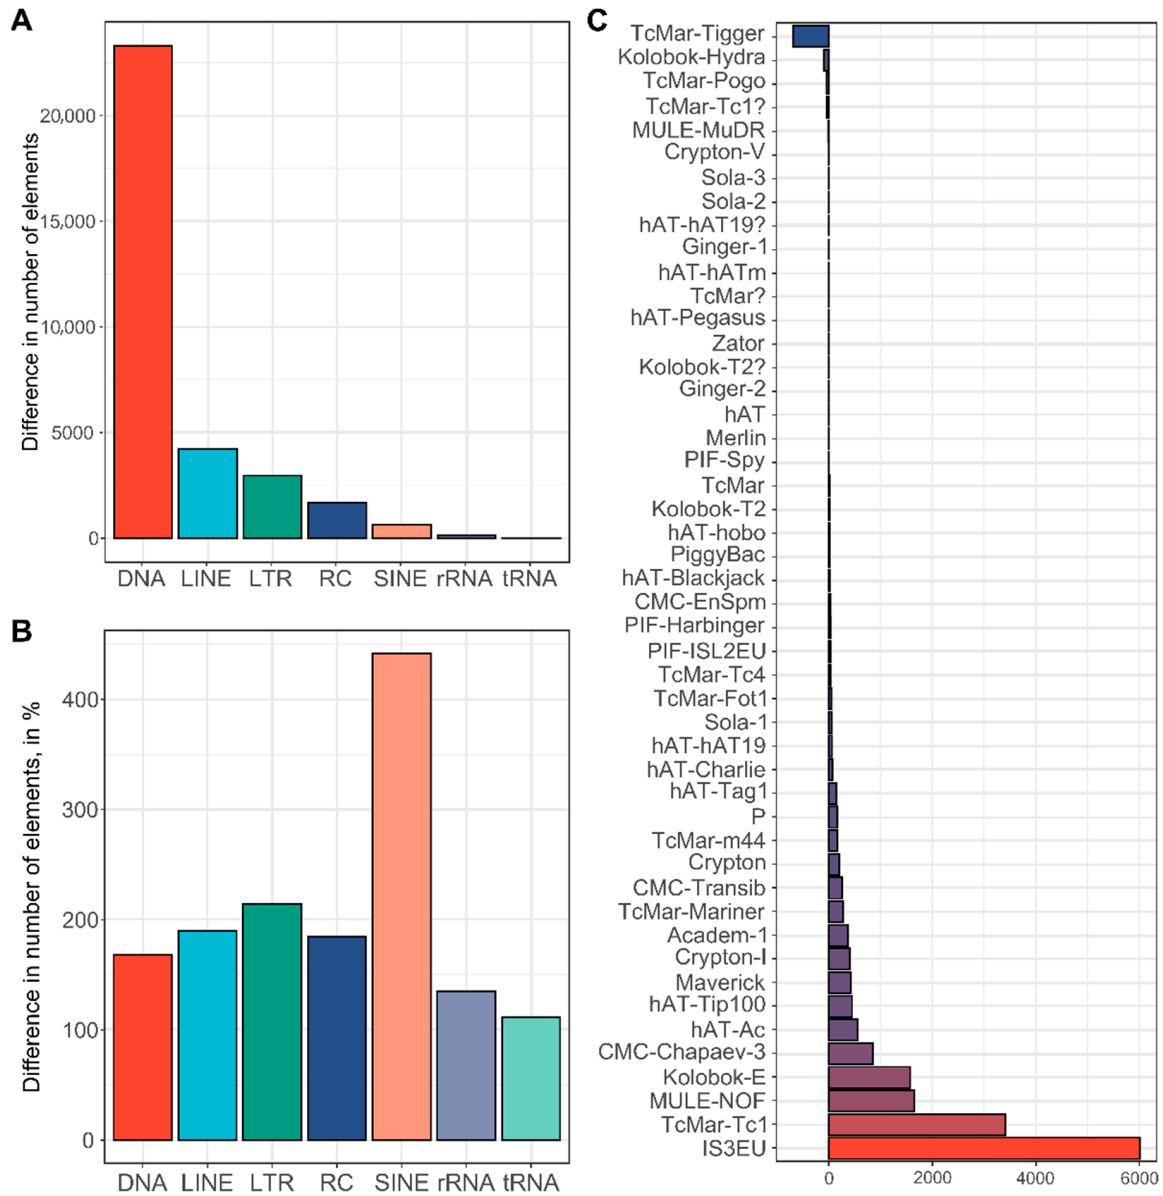 A
Difference in number of elements
20,000
15,000
10,000
5000
0
DNA LINE LTR RC SINE rRNA tRNA
B
Difference in number of elements, in %
400
300
200
100
0
DNA LINE LTR RC SINE rRNA tRNA
C
TcMar-Tigger
Kolobok-Hydra
TcMar-Pogo
TcMar-Tc1?
MULE-MuDR
Crypton-V
Sola-3
Sola-2
hAT-hAT19?
Ginger-1
hAT-hATm
TcMar?
hAT-Pegasus
Zator
Kolobok-T2?
Ginger-2
hAT
Merlin
PIF-Spy
TcMar
Kolobok-T2
hAT-hobo
PiggyBac
hAT-Blackjack
CMC-EnSpm
PIF-Harbinger
PIF-ISL2EU
TcMar-Tc4
TcMar-Fot1
Sola-1
hAT-hAT19
hAT-Charlie
hAT-Tag1
P
TcMar-m44
Crypton
CMC-Transib
TcMar-Mariner
Academ-1
Crypton-I
Maverick
hAT-Tip100
hAT-Ac
CMC-Chapaev-3
Kolobok-E
MULE-NOF
TcMar-Tc1
IS3EU
0 2000 4000 6000